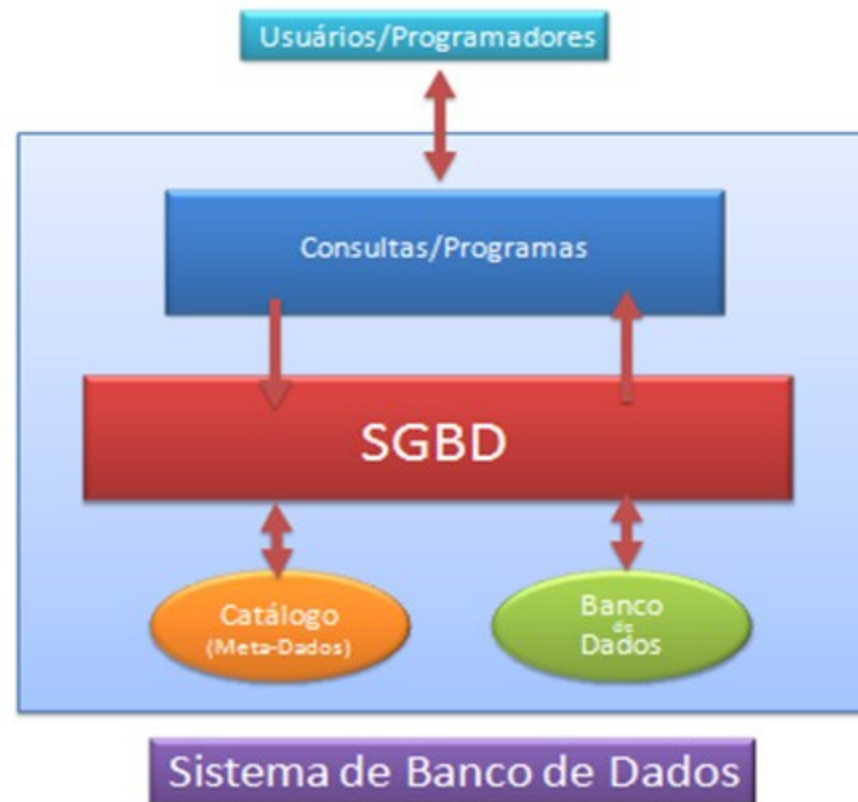 Usuários/Programadores
Consultas/Programas
SGBD
Catálogo
(Meta-Dados)
Banco
de
Dados
Sistema de Banco de Dados